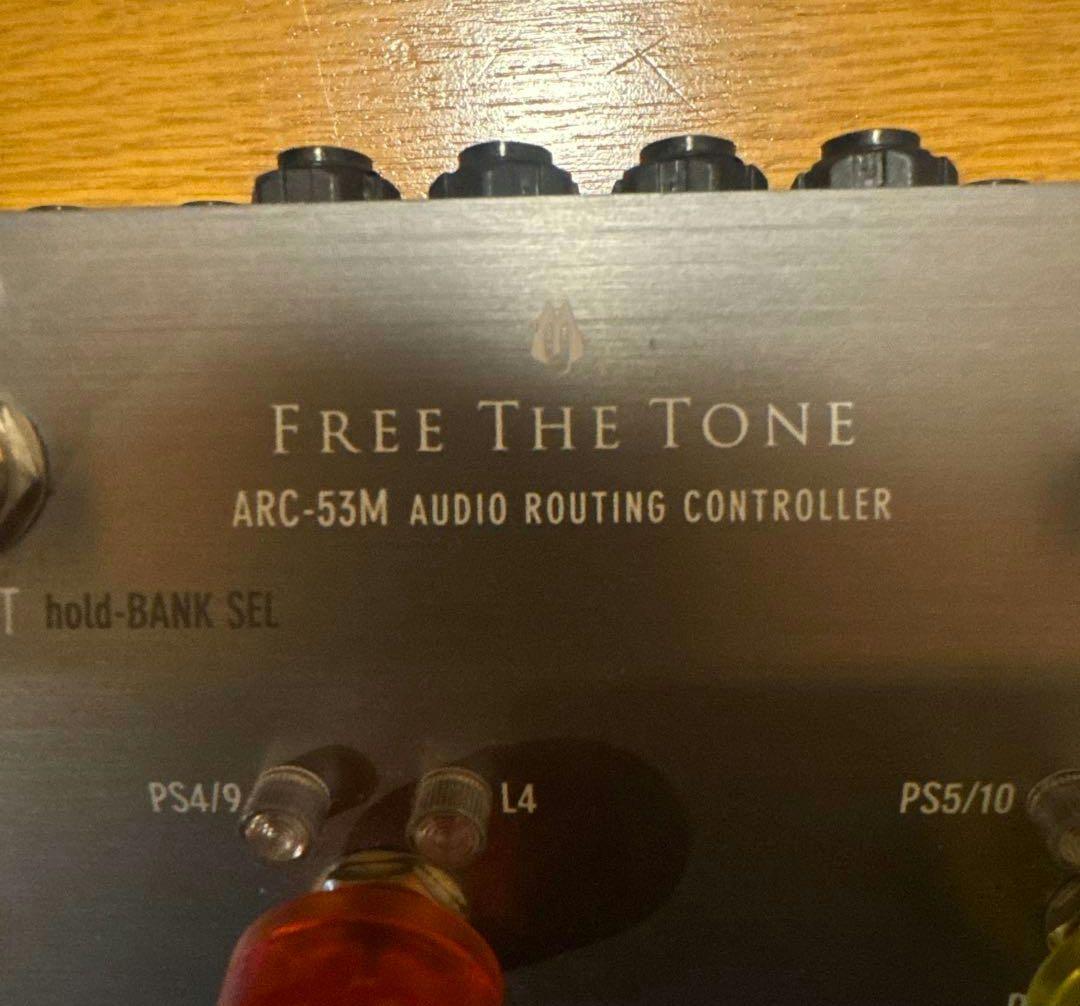 FREE THE TONE
ARC-53M AUDIO ROUTING CONTROLLER
T hold-BANK SEL
PS4/9 L4 PS5/10